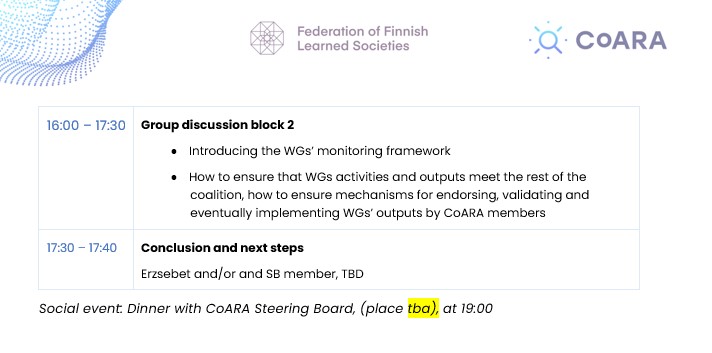 Federation of Finnish
Learned Societies
CoARA
16:00 – 17:30
Group discussion block 2
● Introducing the WGs' monitoring framework
● How to ensure that WGs activities and outputs meet the rest of the
coalition, how to ensure mechanisms for endorsing, validating and
eventually implementing WGs' outputs by CoARA members
17:30 – 17:40
Conclusion and next steps
Erzsebet and/or and SB member, TBD
Social event: Dinner with CoARA Steering Board, (place tba), at 19:00